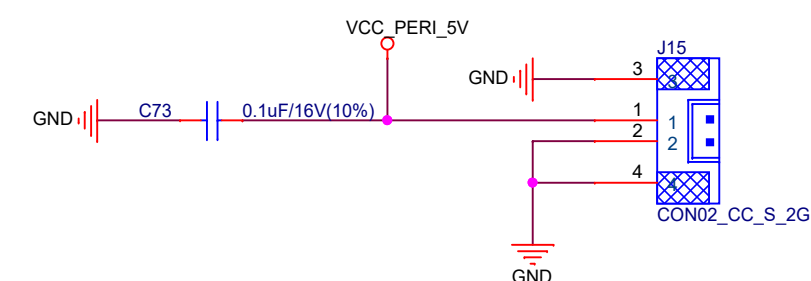 VCC_PERI_5V
J15
GND
3
3
GND
C73
0.1uF/16V(10%)
1
1
2
2
4
4
CON02_CC_S_2G
GND